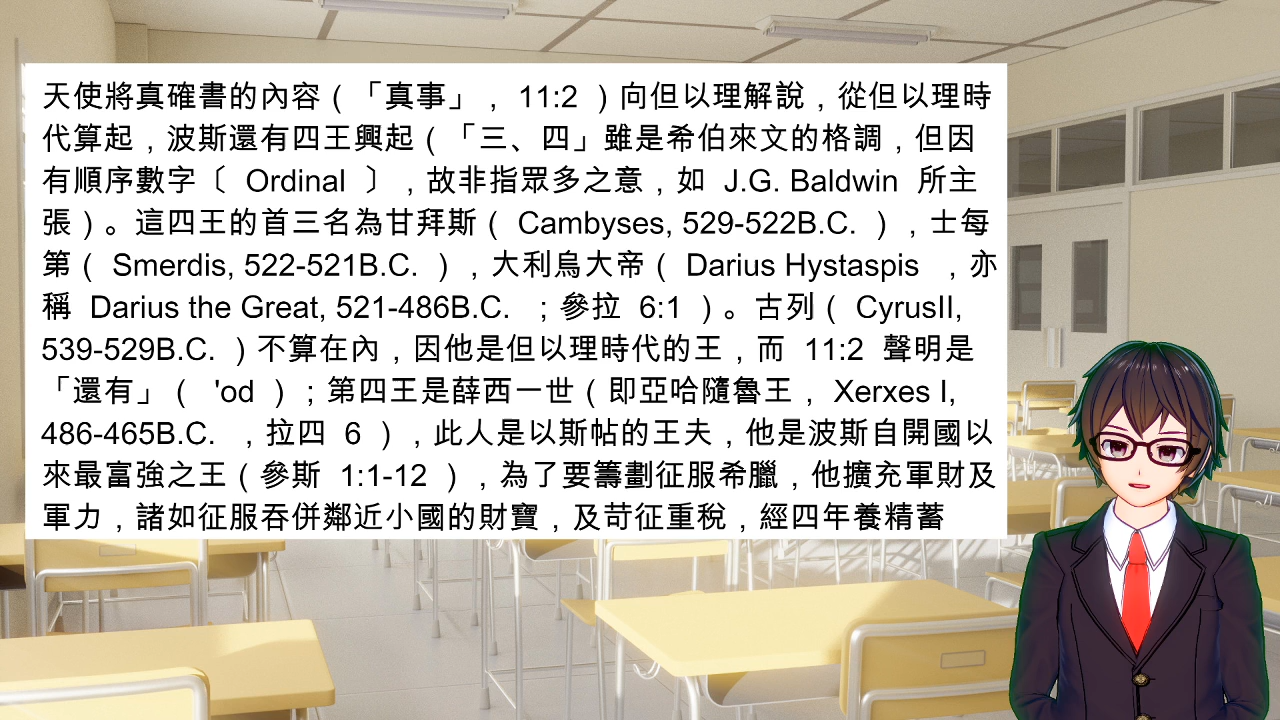 天使將真確書的內容（「真事」， 11:2 ）向但以理解說，從但以理時
代算起，波斯還有四王興起（「三、四」雖是希伯來文的格調，但因
有順序數字〔 Ordinal 〕，故非指眾多之意，如 J.G. Baldwin 所主
張）。這四王的首三名為甘拜斯（ Cambyses, 529-522B.C. ），士每
第（ Smerdis, 522-521B.C. ），大利烏大帝（ Darius Hystaspis ，亦
稱 Darius the Great, 521-486B.C. ；參拉 6:1 ）。古列（ CyrusII,
539-529B.C. ）不算在內，因他是但以理時代的王，而 11:2 聲明是
「還有」（ 'od ）；第四王是薛西一世（即亞哈隨魯王， Xerxes I,
486-465B.C. ，拉四 6 ），此人是以斯帖的王夫，他是波斯自開國以
來最富強之王（參斯 1:1-12 ），為了要籌劃征服希臘，他擴充軍財及
軍力，諸如征服吞併鄰近小國的財寶，及苛征重稅，經四年養精蓄